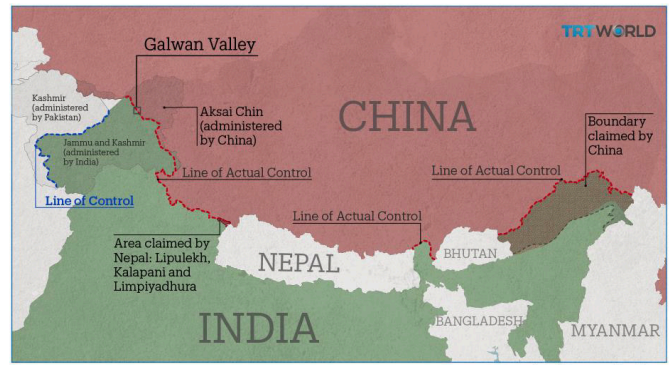 TRT WORLD
Galwan Valley
Kashmir
(administered
by Pakistan)
Aksai Chin
(administered
by China)
CHINA
Boundary
claimed by
China
Jammu and Kashmir
(administered
by India)
Line of Actual Control
Line of Actual Control
Line of Control
Line of Actual Control
Area claimed by
Nepal: Lipulekh,
Kalapani and
Limpiyadhura
NEPAL
BHUTAN
INDIA
BANGLADESH
MYANMAR